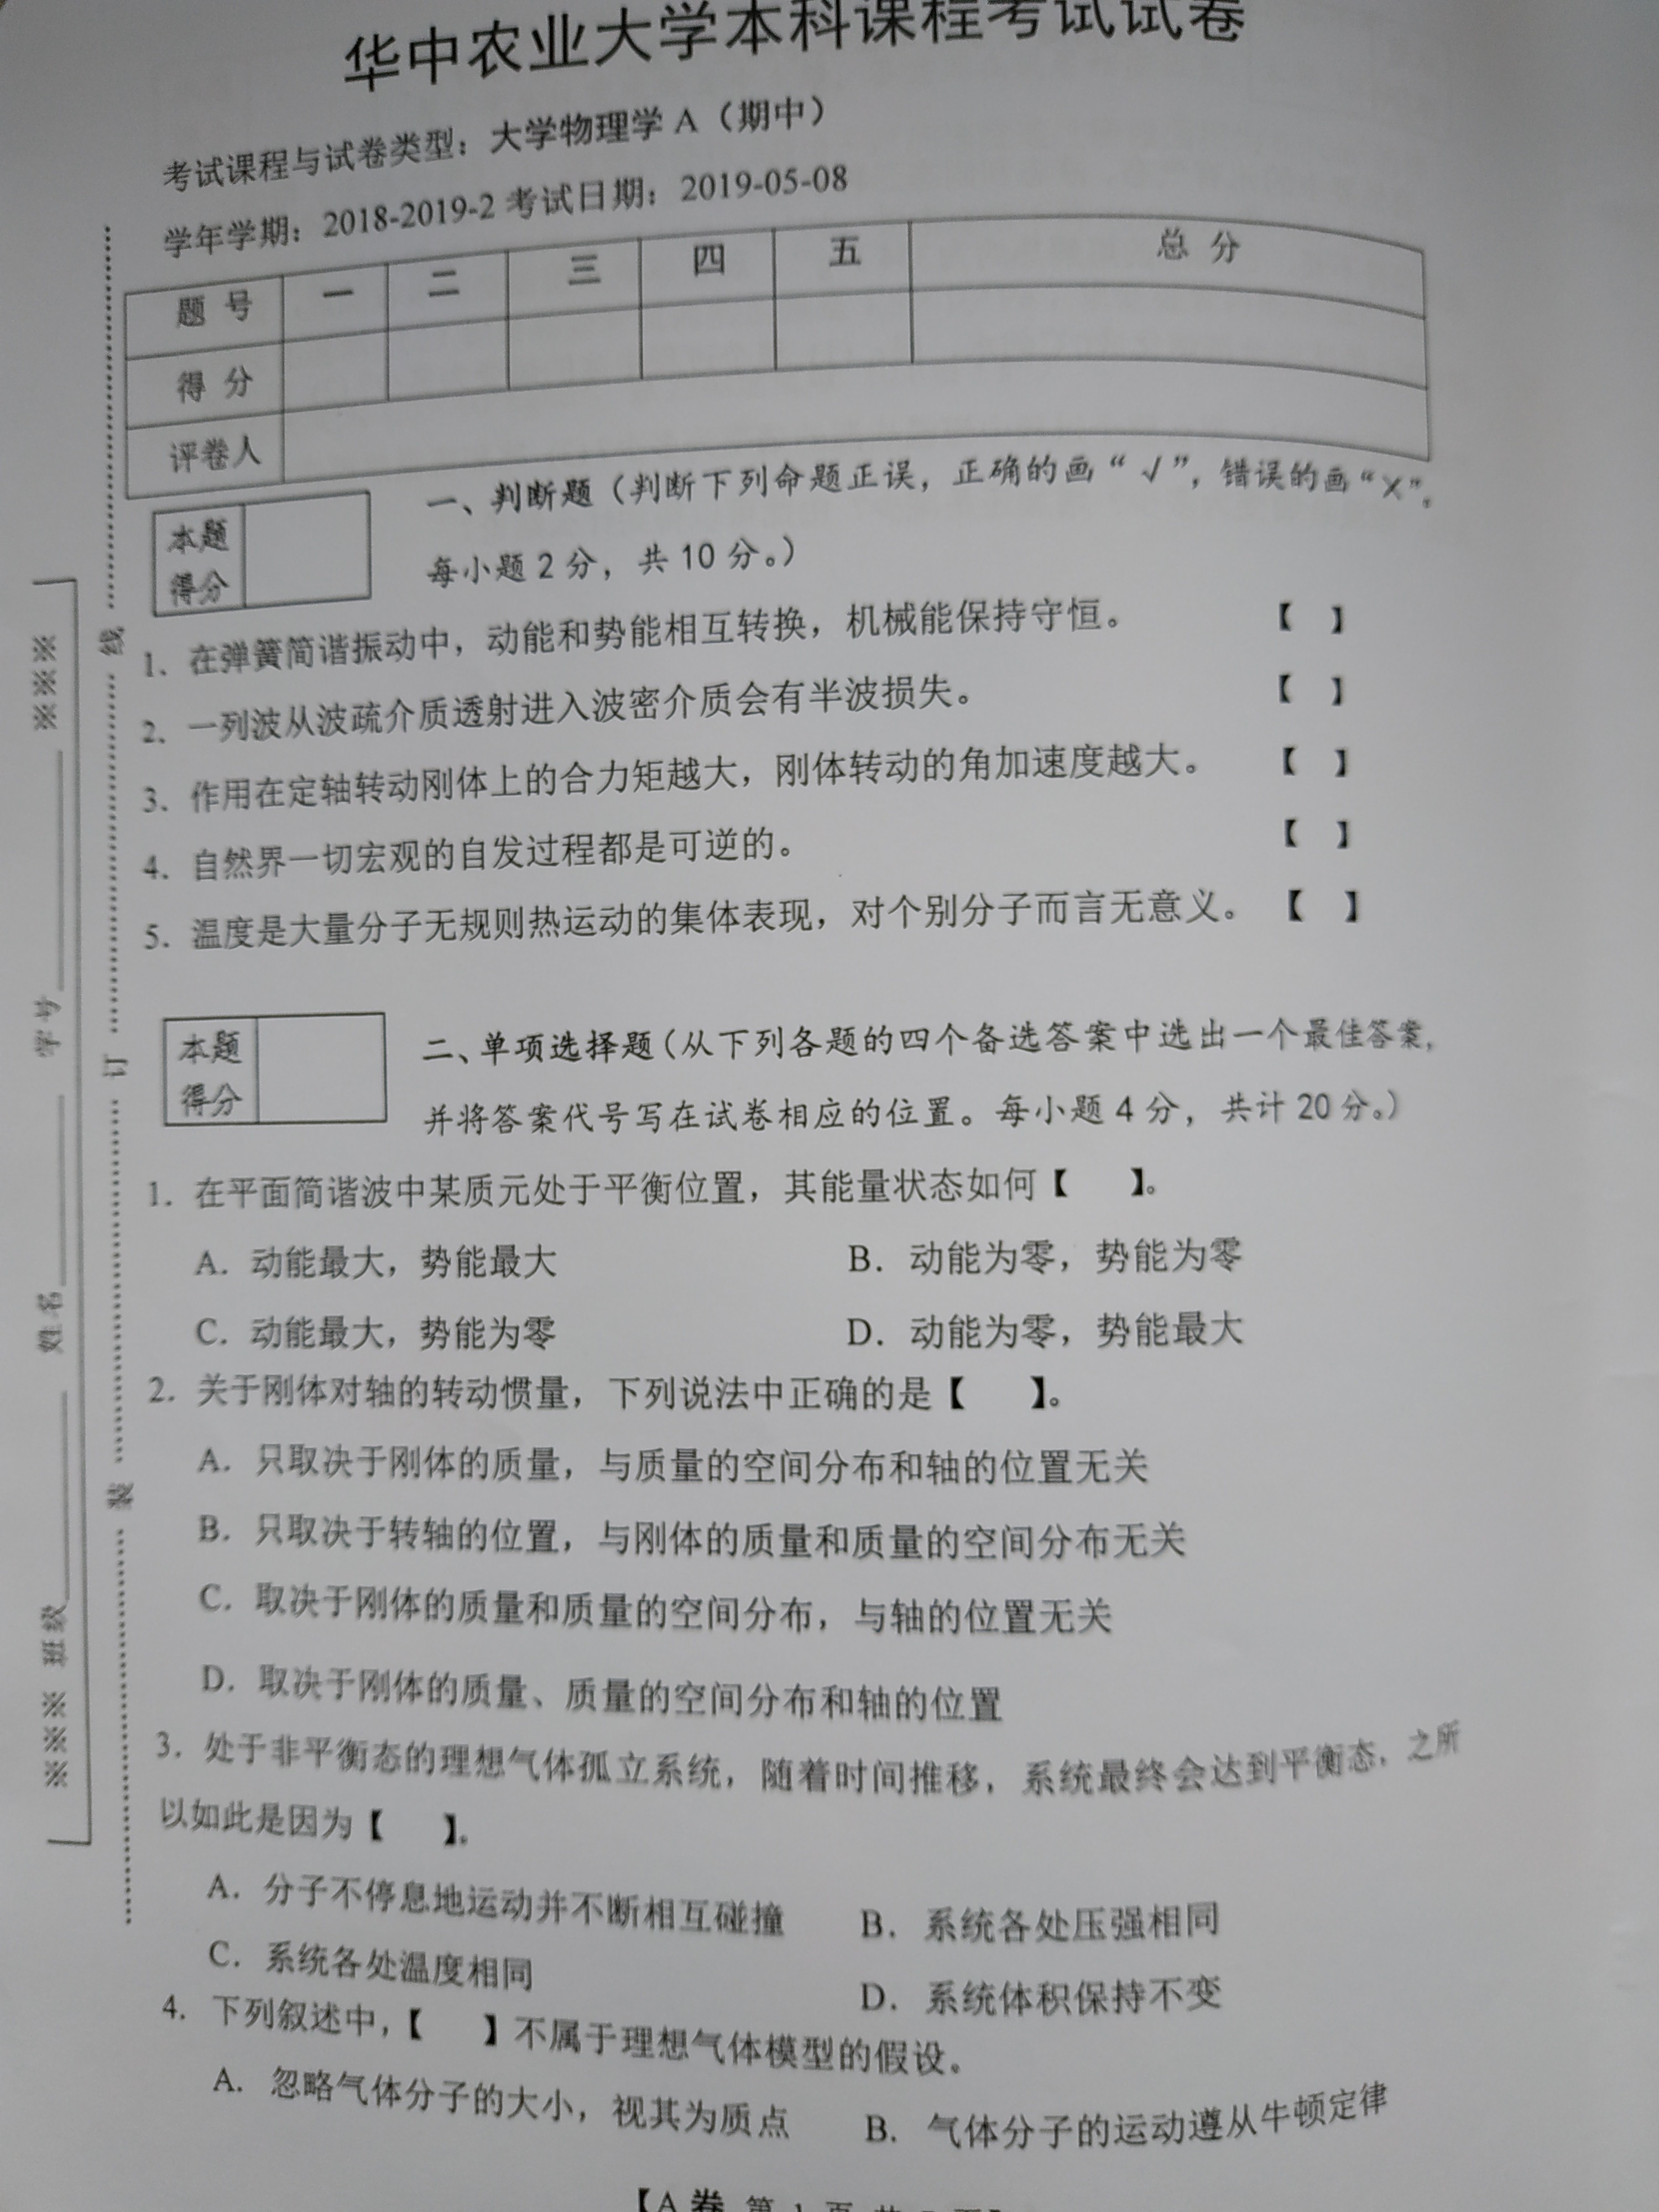 华中农业大学本科课程考试试卷
考试课程与试卷类型：大学物理学 A（期中）
学年学期：2018-2019-2 考试日期：2019-05-08
题 号 一 二 三 四 五 总 分
得 分
评卷人
本题
得分
一、判断题（判断下列命题正误，正确的画“√”，错误的画“×”。
每小题 2 分，共 10 分。）
1. 在弹簧简谐振动中，动能和势能相互转换，机械能保持守恒。 【 】
2. 一列波从波疏介质透射进入波密介质会有半波损失。 【 】
3. 作用在定轴转动刚体上的合力矩越大，刚体转动的角加速度越大。 【 】
4. 自然界一切宏观的自发过程都是可逆的。 【 】
5. 温度是大量分子无规则热运动的集体表现，对个别分子而言无意义。 【 】
本题
得分
二、单项选择题（从下列各题的四个备选答案中选出一个最佳答案，
并将答案代号写在试卷相应的位置。每小题 4 分，共计 20 分。）
1. 在平面简谐波中某质元处于平衡位置，其能量状态如何【 】。
A. 动能最大，势能最大 B. 动能为零，势能为零
C. 动能最大，势能为零 D. 动能为零，势能最大
2. 关于刚体对轴的转动惯量，下列说法中正确的是【 】。
A. 只取决于刚体的质量，与质量的空间分布和轴的位置无关
B. 只取决于转轴的位置，与刚体的质量和质量的空间分布无关
C. 取决于刚体的质量和质量的空间分布，与轴的位置无关
D. 取决于刚体的质量、质量的空间分布和轴的位置
3. 处于非平衡态的理想气体孤立系统，随着时间推移，系统最终会达到平衡态，之所
以如此是因为【 】。
A. 分子不停息地运动并不断相互碰撞 B. 系统各处压强相同
C. 系统各处温度相同 D. 系统体积保持不变
4. 下列叙述中，【 】不属于理想气体模型的假设。
A. 忽略气体分子的大小，视其为质点 B. 气体分子的运动遵从牛顿定律
【A 卷 第 1 页 共
※※※ 班级 姓名 学号 ※※※
装 订 线